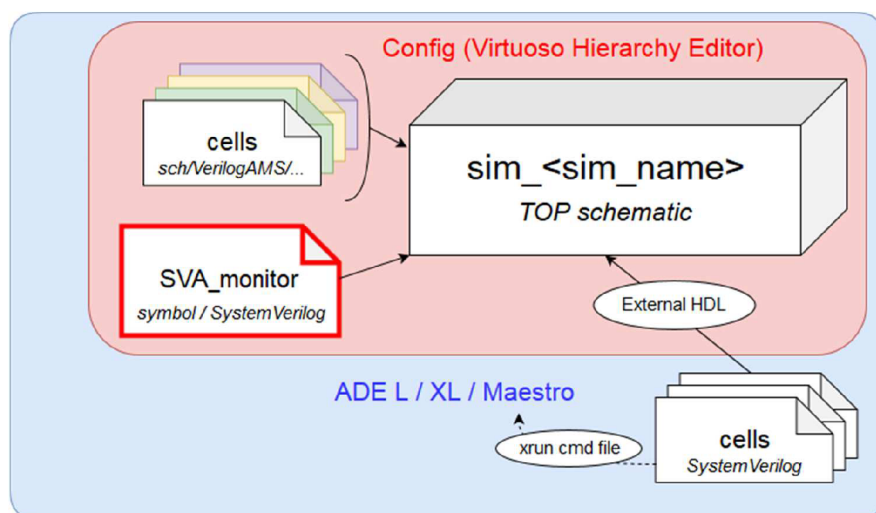 Config (Virtuoso Hierarchy Editor)
cells
sch/VerilogAMS/...
sim_<sim_name>
TOP schematic
SVA_monitor
symbol / SystemVerilog
External HDL
ADE L / XL / Maestro
xrun cmd file
cells
SystemVerilog